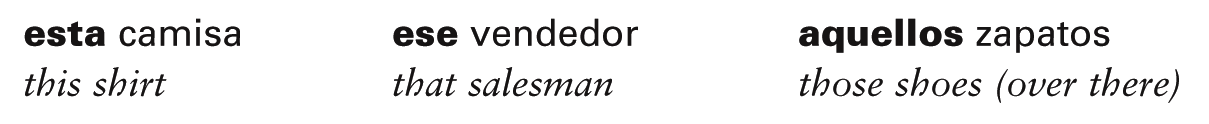 esta camisa ese vendedor aquellos zapatos
this shirt that salesman those shoes (over there)